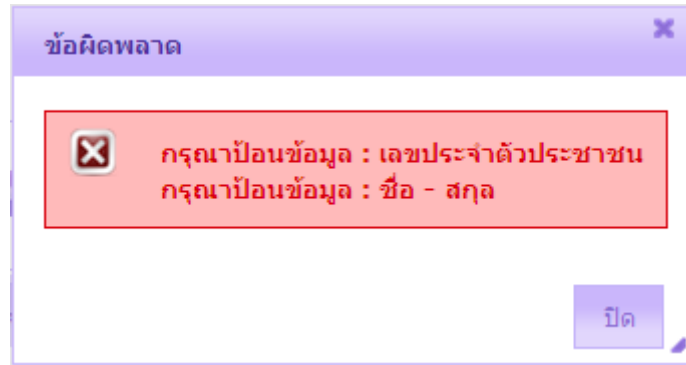 ข้อผิดพลาด
กรุณาป้อนข้อมูล : เลขประจำตัวประชาชน
กรุณาป้อนข้อมูล : ชื่อ - สกุล
ปิด